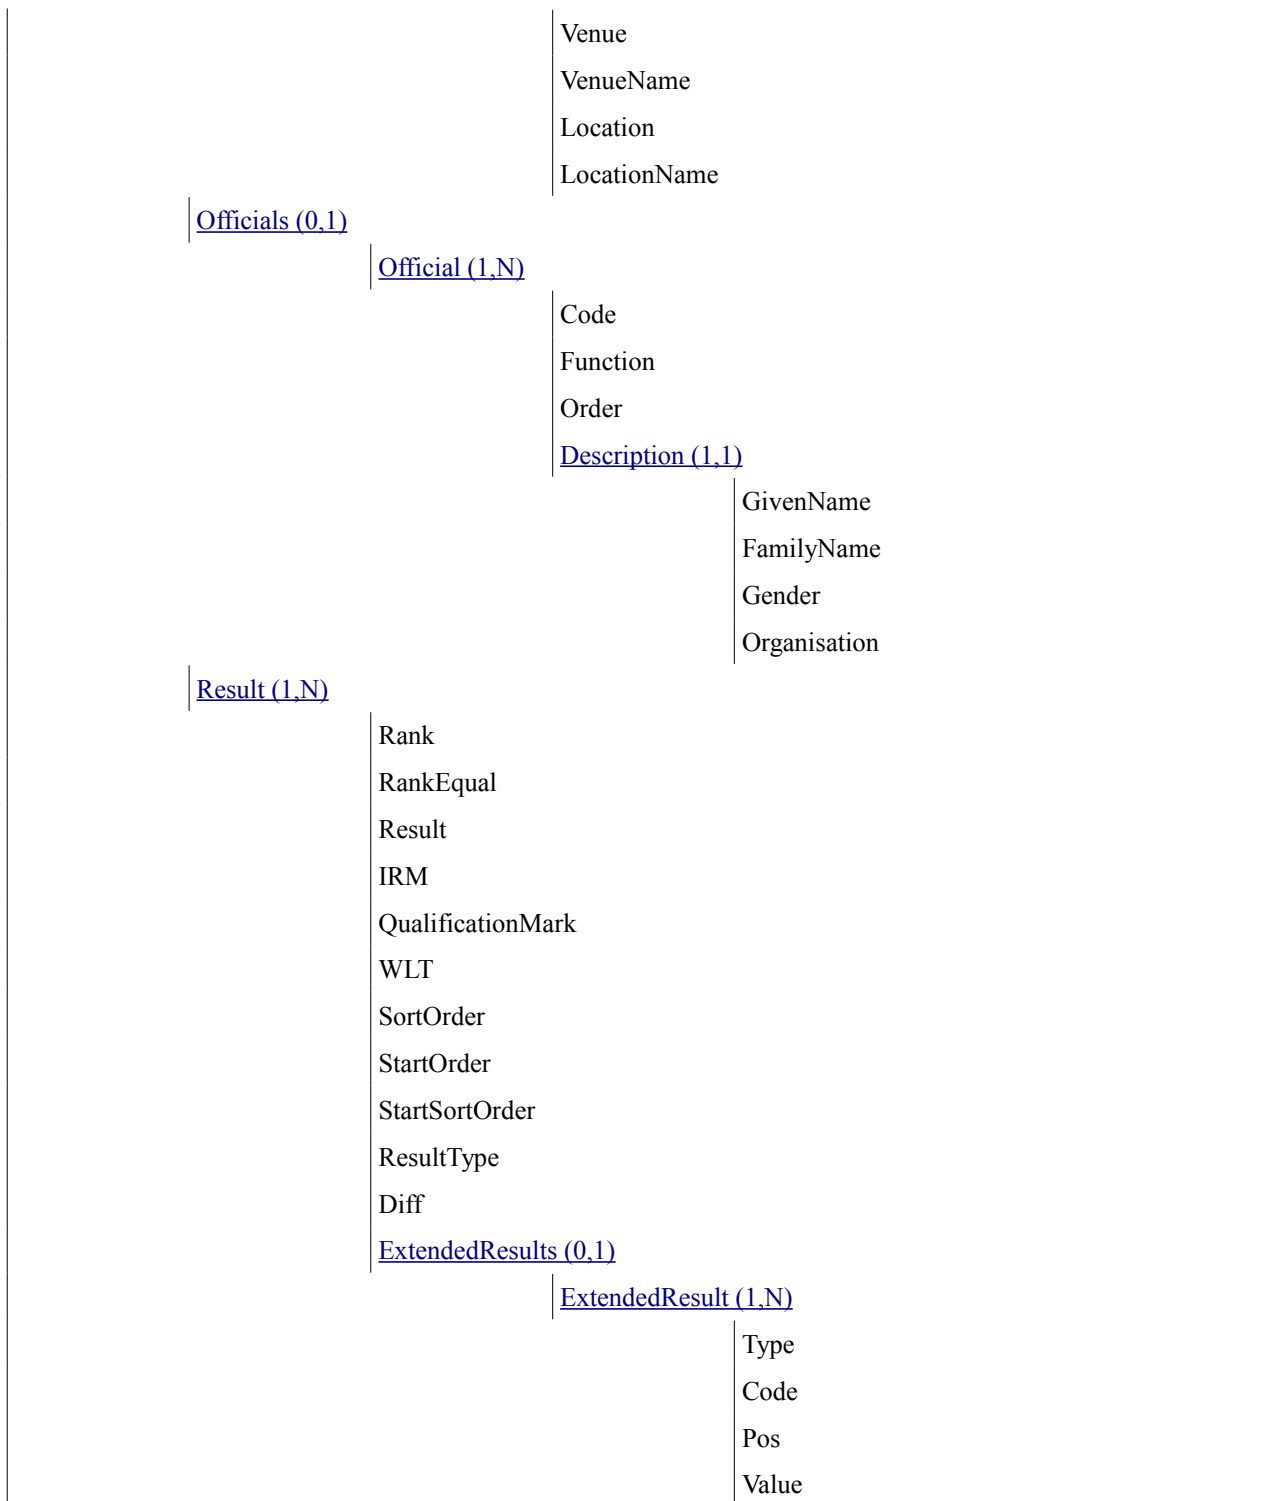 Venue
VenueName
Location
LocationName
Officials (0,1)
Official (1,N)
Code
Function
Order
Description (1,1)
GivenName
FamilyName
Gender
Organisation
Result (1,N)
Rank
RankEqual
Result
IRM
QualificationMark
WLT
SortOrder
StartOrder
StartSortOrder
ResultType
Diff
ExtendedResults (0,1)
ExtendedResult (1,N)
Type
Code
Pos
Value